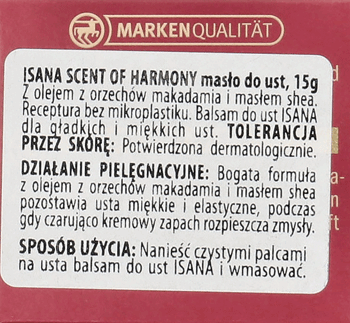 MARKENQUALITÄT
ISANA SCENT OF HARMONY masło do ust, 15g
Z olejem z orzechów makadamia i masłem shea.
Receptura bez mikroplastiku. Balsam do ust ISANA
dla gładkich i miękkich ust. TOLERANCJA
PRZEZ SKÓRĘ: Potwierdzona dermatologicznie.
DZIAŁANIE PIELĘGNACYJNE: Bogata formuła
z olejem z orzechów makadamia i masłem shea
pozostawia usta miękkie i elastyczne, podczas
gdy czarująco kremowy zapach rozpieszcza zmysły.
SPOSÓB UŻYCIA: Nanieść czystymi palcami
na usta balsam do ust ISANA i wmasować.